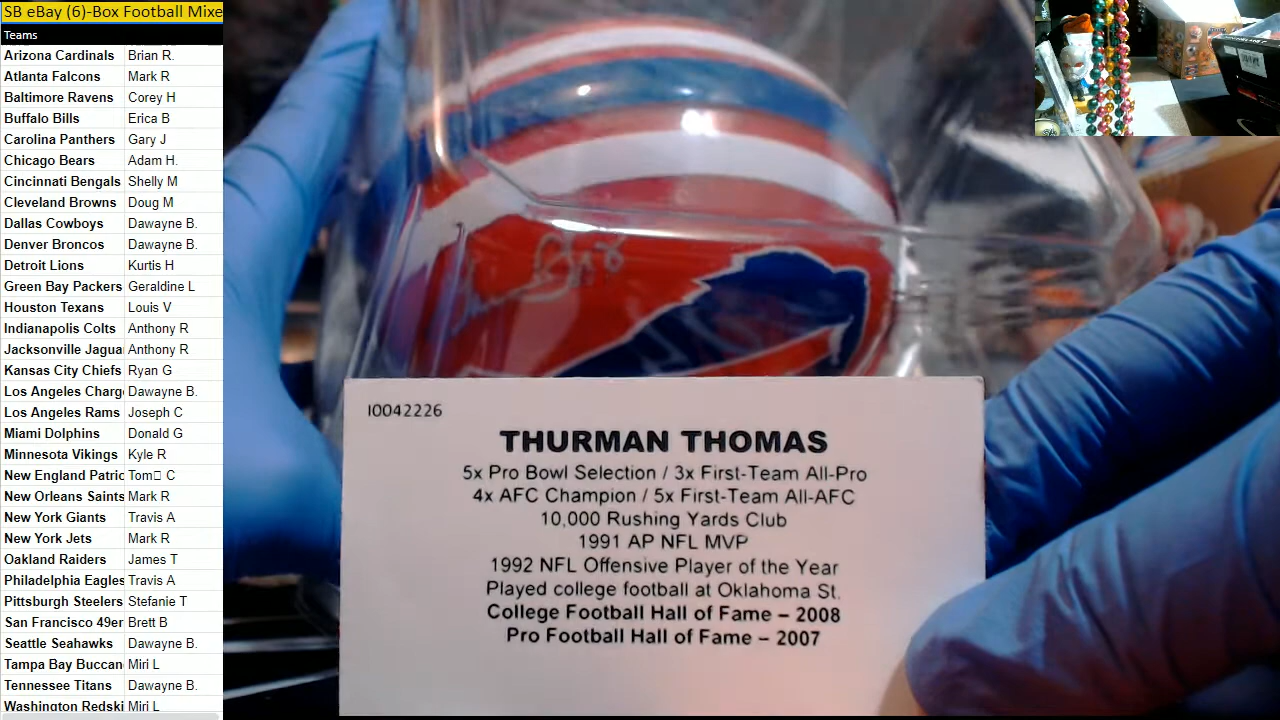 SB eBay (6)-Box Football Mixe
Teams
Arizona Cardinals Brian R.
Atlanta Falcons Mark R
Baltimore Ravens Corey H
Buffalo Bills Erica B
Carolina Panthers Gary J
Chicago Bears Adam H.
Cincinnati Bengals Shelly M
Cleveland Browns Doug M
Dallas Cowboys Dawayne B.
Denver Broncos Dawayne B.
Detroit Lions Kurtis H
Green Bay Packers Geraldine L
Houston Texans Louis V
Indianapolis Colts Anthony R
Jacksonville Jagua Anthony R
Kansas City Chiefs Ryan G
Los Angeles Charg Dawayne B.
Los Angeles Rams Joseph C
Miami Dolphins Donald G
Minnesota Vikings Kyle R
New England Patric Tom C
New Orleans Saints Mark R
New York Giants Travis A
New York Jets Mark R
Oakland Raiders James T
Philadelphia Eagles Travis A
Pittsburgh Steelers Stefanie T
San Francisco 49er Brett B
Seattle Seahawks Dawayne B.
Tampa Bay Buccan Miri L
Tennessee Titans Dawayne B.
Washington Redski Miri L
I0042226
THURMAN THOMAS
5x Pro Bowl Selection / 3x First-Team All-Pro
4x AFC Champion / 5x First-Team All-AFC
10,000 Rushing Yards Club
1991 AP NFL MVP
1992 NFL Offensive Player of the Year
Played college football at Oklahoma St.
College Football Hall of Fame – 2008
Pro Football Hall of Fame – 2007